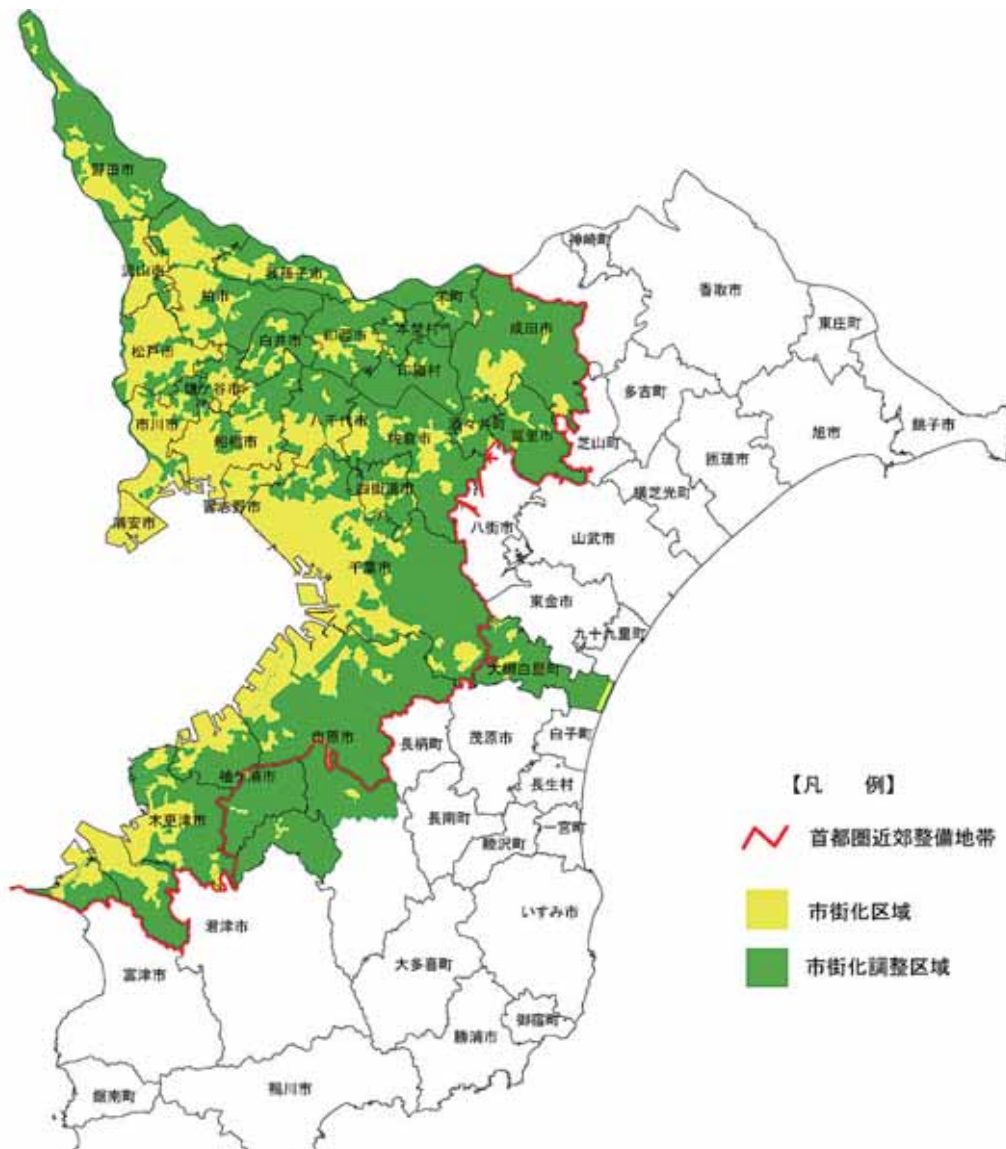 野田市
神崎町
香取市
流山市
我孫子市
柏市
栄町
成田市
東庄町
本埜村
白井市
印西市
松戸市
印旛村
多古町
鎌ケ谷市
市川市
八千代市
船橋市
佐倉市
酒々井町
富里市
芝山町
旭市
銚子市
匝瑳市
四街道市
横芝光町
習志野市
浦安市
八街市
山武市
千葉市
東金市
九十九里町
大網白里町
市原市
長柄町
茂原市
白子町
袖ケ浦市
長生村
木更津市
長南町
一宮町
睦沢町
いすみ市
君津市
大多喜町
富津市
御宿町
勝浦市
鴨川市
鋸南町
【凡 例】
首都圏近郊整備地帯
市街化区域
市街化調整区域